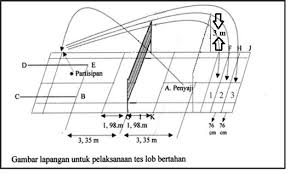 3 m
F H J
D E
Partisipan
A. Penyaji
C B
1 2 3
G I K
1, 98.m 1, 98.m
76 cm 76 cm
3, 35 m 3, 35 m
Gambar lapangan untuk pelaksanaan tes lob bertahan